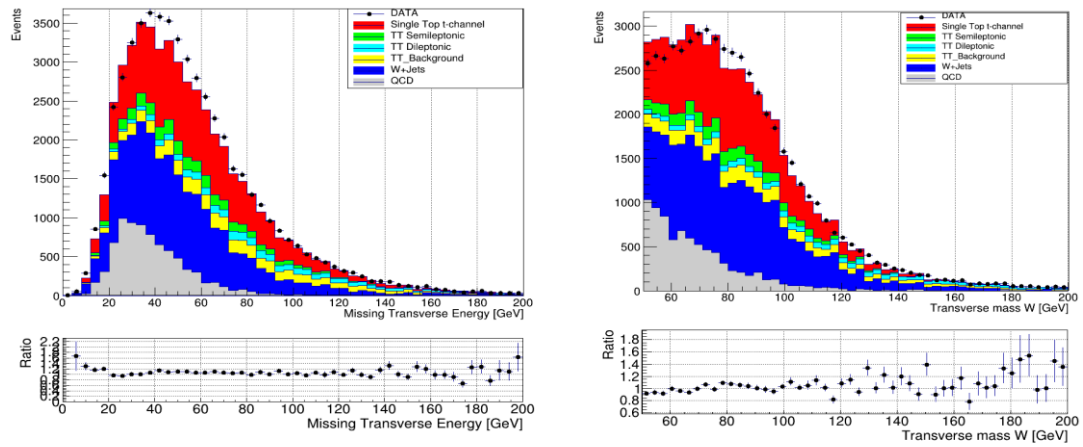 Events
3500
3000
2500
2000
1500
1000
500
0
DATA
Single Top t-channel
TT Semileptonic
TT Dileptonic
TT_Background
W+Jets
QCD
0 20 40 60 80 100 120 140 160 180 200
Missing Transverse Energy [GeV]
Ratio
0 20 40 60 80 100 120 140 160 180 200
Missing Transverse Energy [GeV]
Events
3000
2500
2000
1500
1000
500
0
DATA
Single Top t-channel
TT Semileptonic
TT Dileptonic
TT_Background
W+Jets
QCD
60 80 100 120 140 160 180 200
Transverse mass W [GeV]
Ratio
1.8
1.6
1.4
1.2
1
0.8
0.6
60 80 100 120 140 160 180 200
Transverse mass W [GeV]